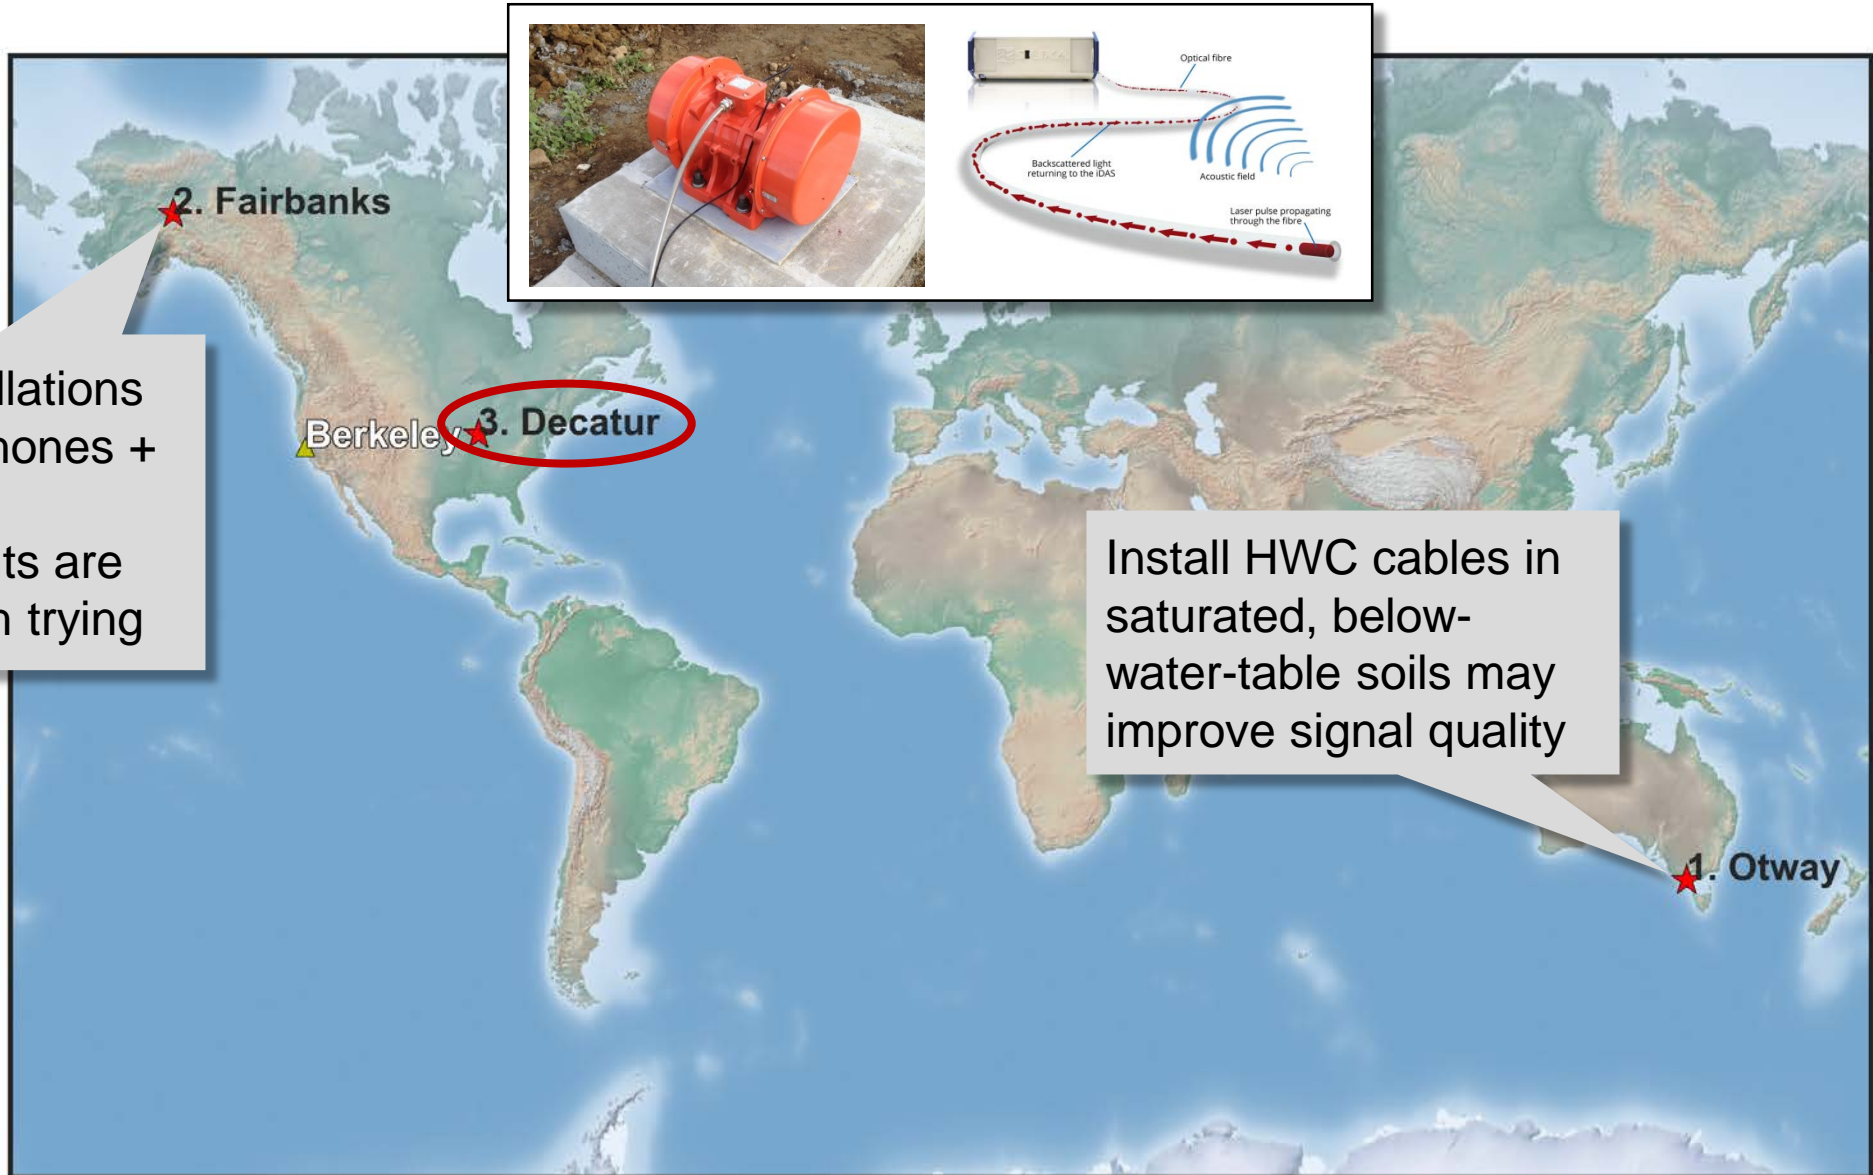 Optical fibre
Backscattered light
returning to the iDAS
Acoustic field
Laser pulse propagating
through the fibre
2. Fairbanks
llations
nones +
ts are
n trying
Berkeley
3. Decatur
Install HWC cables in
saturated, below-
water-table soils may
improve signal quality
1. Otway